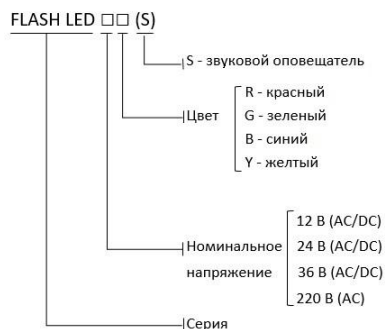 FLASH LED □□ (S)
S - звуковой оповещатель
R - красный
Цвет
G - зеленый
B - синий
Y - желтый
12 В (AC/DC)
Номинальное
24 В (AC/DC)
напряжение
36 В (AC/DC)
220 В (AC)
Серия